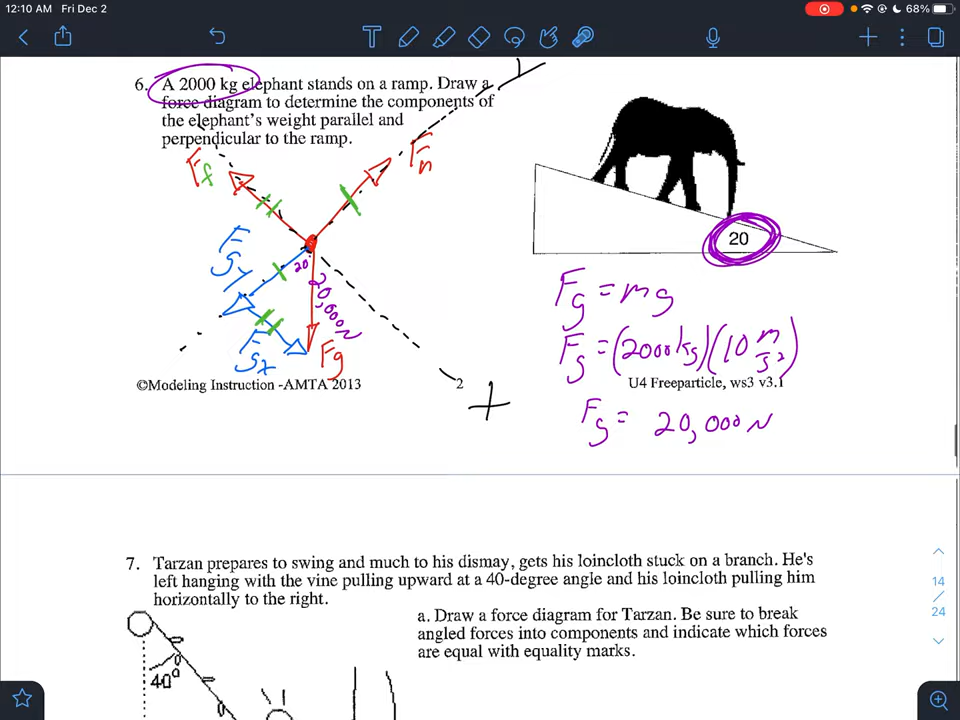 12:10 AM Fri Dec 2
68%
6. A 2000 kg elephant stands on a ramp. Draw a
force diagram to determine the components of
the elephant's weight parallel and
perpendicular to the ramp.
Ff
Fn
20
Fgy
20
20,000N
Fgx
Fg
Fg = mg
Fg = (2000 kg)(10 m/s²)
Fg = 20,000 N
©Modeling Instruction -AMTA 2013
2
U4 Freeparticle, ws3 v3.1
7. Tarzan prepares to swing and much to his dismay, gets his loincloth stuck on a branch. He's
left hanging with the vine pulling upward at a 40-degree angle and his loincloth pulling him
horizontally to the right.
a. Draw a force diagram for Tarzan. Be sure to break
angled forces into components and indicate which forces
are equal with equality marks.
40°
14
/
24